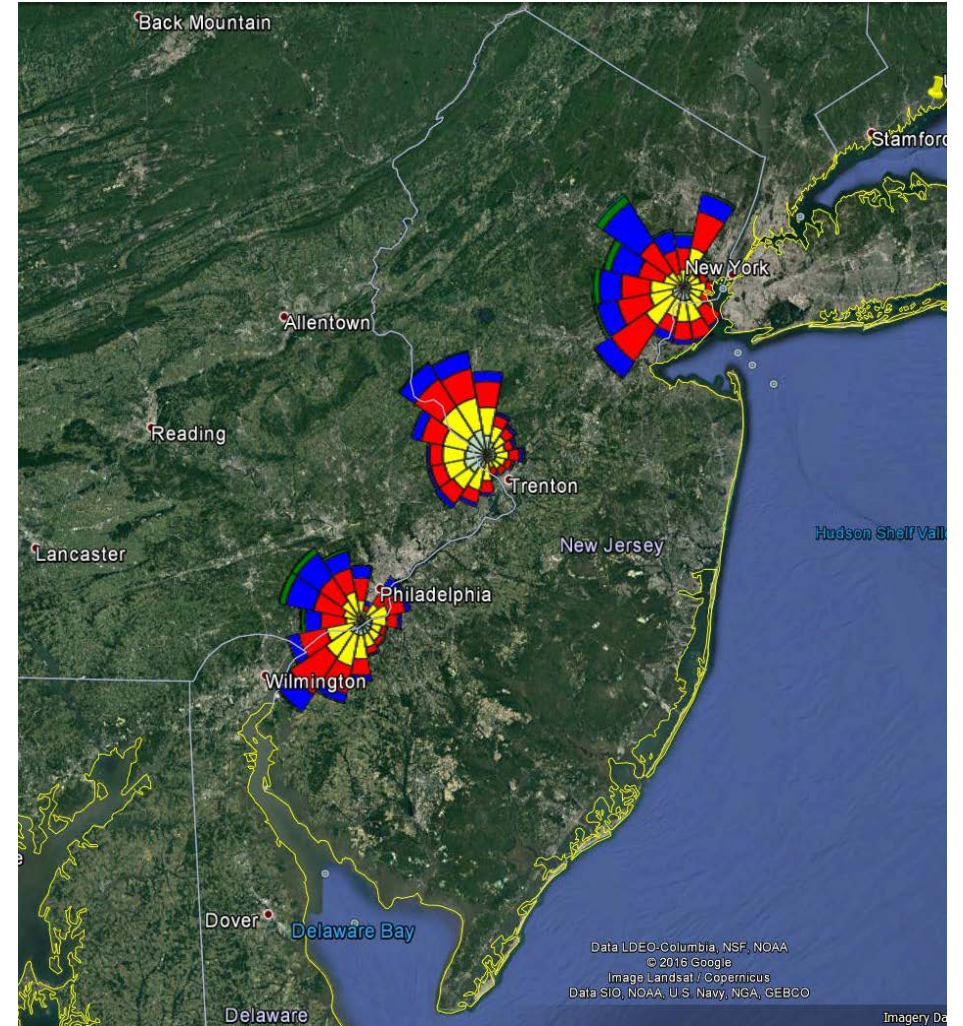 Back Mountain
Stamford
New York
Allentown
Reading
Trenton
Hudson Shelf Valle
Lancaster
New Jersey
Philadelphia
Wilmington
Dover
Delaware Bay
Data LDEO-Columbia, NSF, NOAA
© 2016 Google
Image Landsat / Copernicus
Data SIO, NOAA, U.S. Navy, NGA, GEBCO
Delaware
Imagery Da